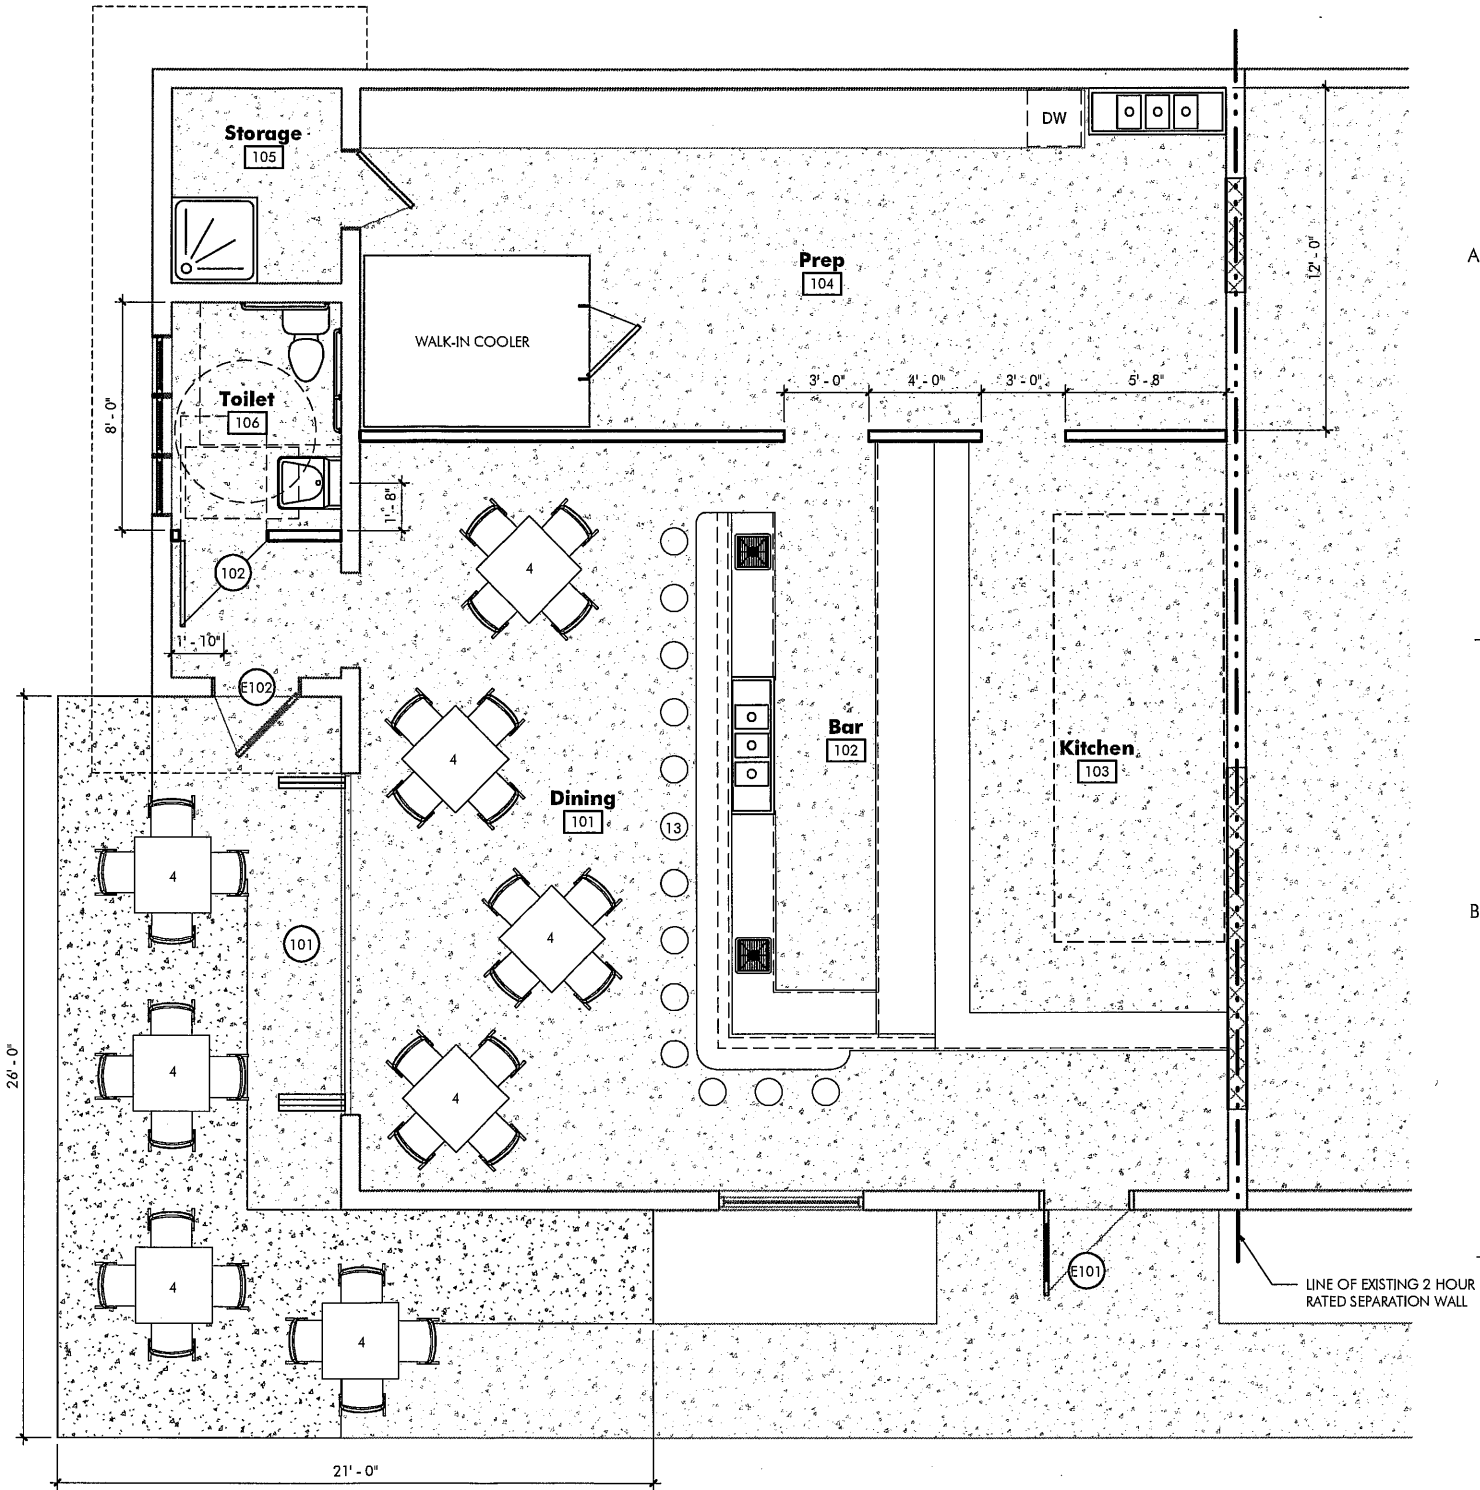 Storage
105
DW
12' - 0"
A
Prep
104
WALK-IN COOLER
3' - 0"
4' - 0"
3' - 0"
5' - 8"
8' - 0"
Toilet
106
1' - 8"
102
4
1' - 10"
E102
4
Bar
102
Kitchen
103
Dining
101
13
4
4
101
B
26' - 0"
4
4
4
4
E101
LINE OF EXISTING 2 HOUR
RATED SEPARATION WALL
21' - 0"